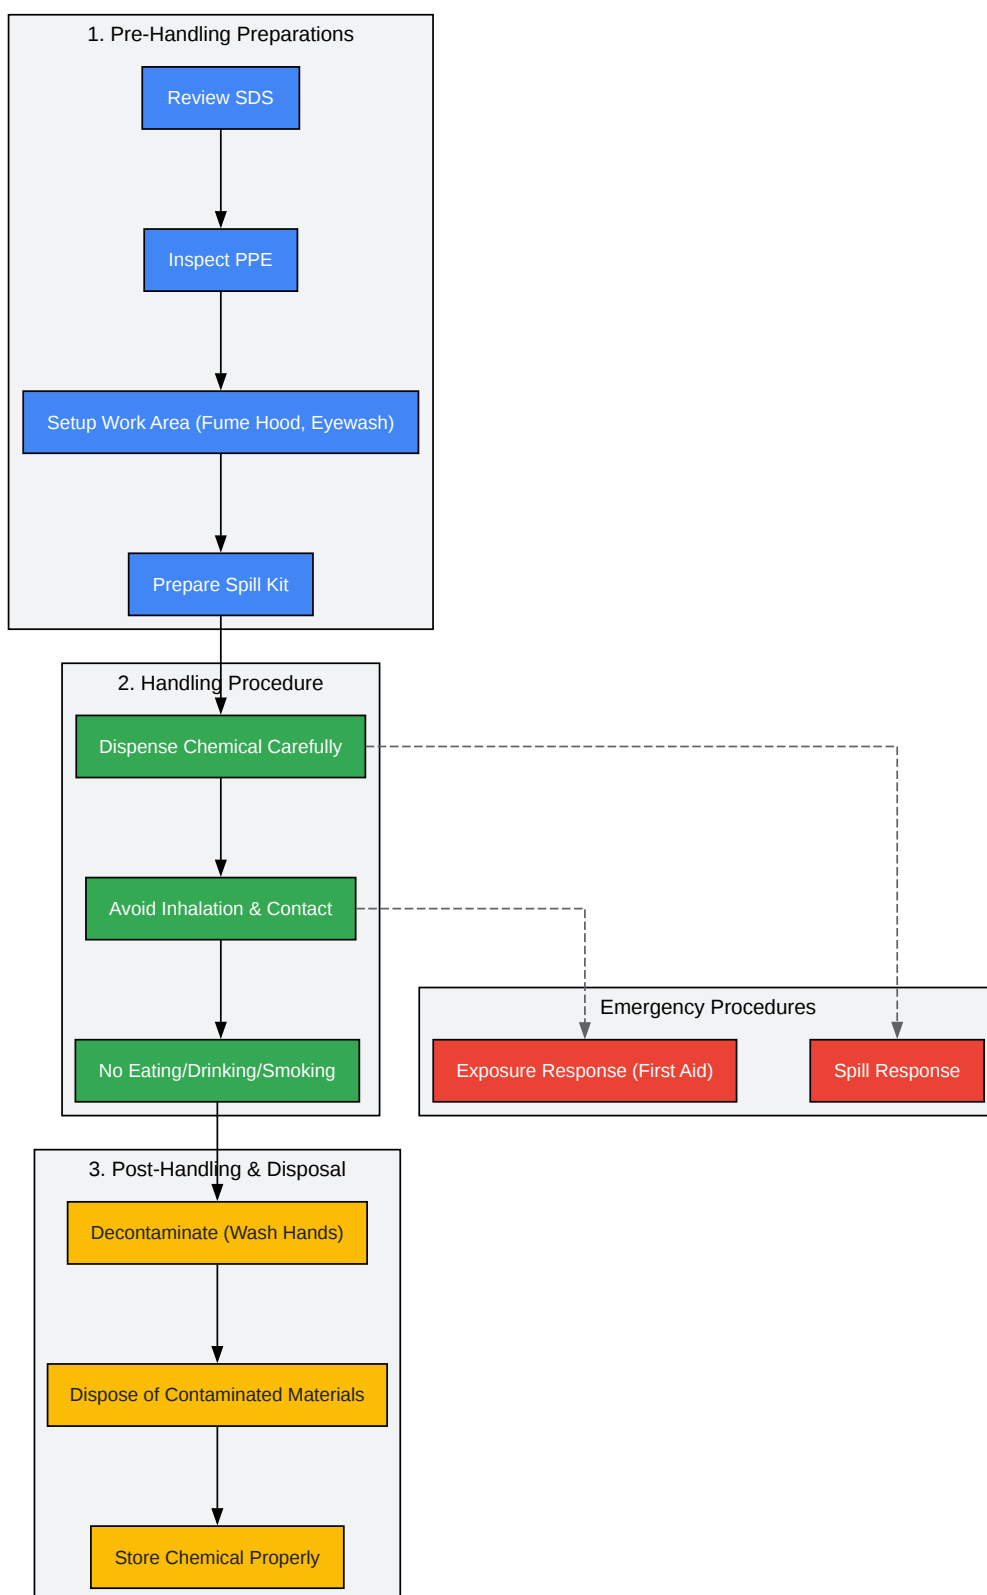 1. Pre-Handling Preparations
Review SDS
Inspect PPE
Setup Work Area (Fume Hood, Eyewash)
Prepare Spill Kit
2. Handling Procedure
Dispense Chemical Carefully
Avoid Inhalation & Contact
No Eating/Drinking/Smoking
Emergency Procedures
Exposure Response (First Aid)
Spill Response
3. Post-Handling & Disposal
Decontaminate (Wash Hands)
Dispose of Contaminated Materials
Store Chemical Properly